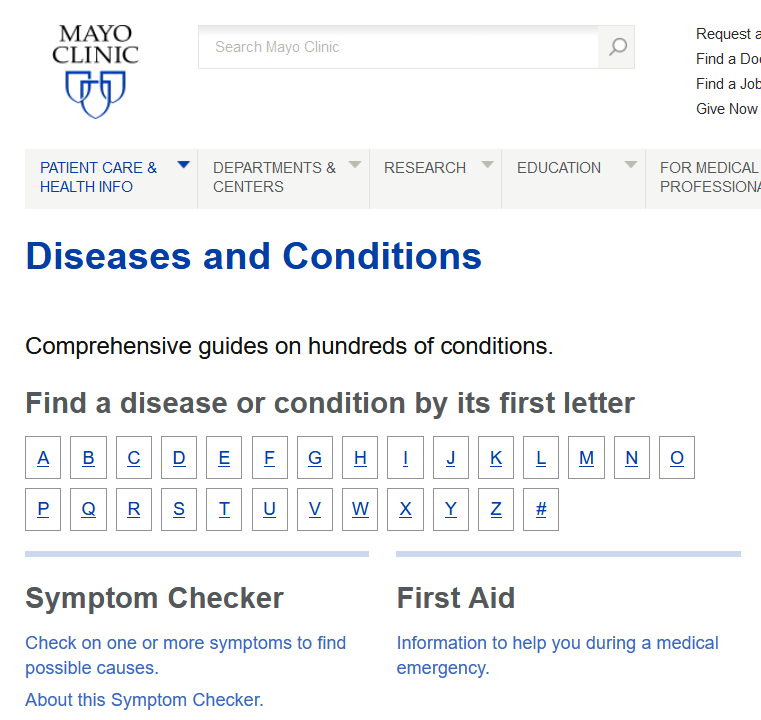 MAYO
CLINIC
Search Mayo Clinic
Request a
Find a Do
Find a Job
Give Now
PATIENT CARE &
HEALTH INFO
DEPARTMENTS &
CENTERS
RESEARCH
EDUCATION
FOR MEDICAL
PROFESSIONA
Diseases and Conditions
Comprehensive guides on hundreds of conditions.
Find a disease or condition by its first letter
A B C D E F G H I J K L M N O
P Q R S T U V W X Y Z #
Symptom Checker
Check on one or more symptoms to find
possible causes.
About this Symptom Checker.
First Aid
Information to help you during a medical
emergency.